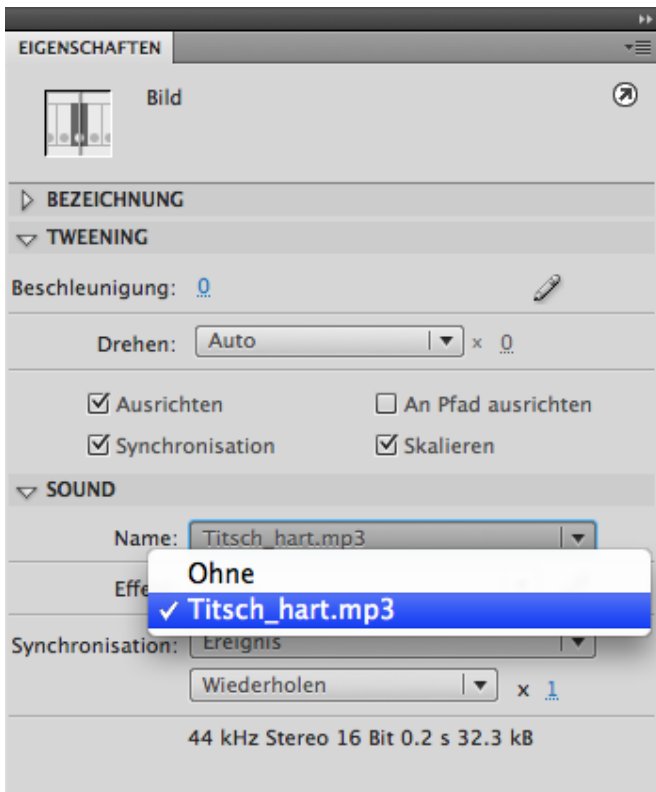 EIGENSCHAFTEN
Bild
BEZEICHNUNG
TWEENING
Beschleunigung: 0
Drehen: Auto x 0
Ausrichten An Pfad ausrichten
Synchronisation Skalieren
SOUND
Name: Titsch_hart.mp3
Ohne
Effe
Titsch_hart.mp3
Synchronisation: Ereignis
Wiederholen x 1
44 kHz Stereo 16 Bit 0.2 s 32.3 kB